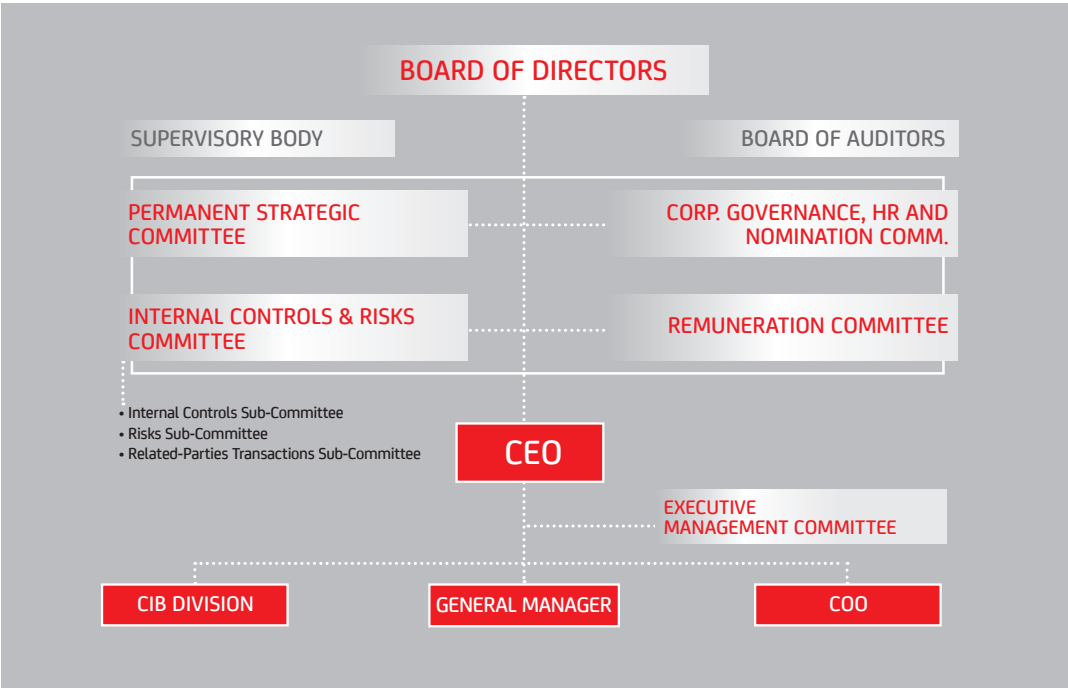 BOARD OF DIRECTORS
SUPERVISORY BODY
BOARD OF AUDITORS
PERMANENT STRATEGIC
COMMITTEE
CORP. GOVERNANCE, HR AND
NOMINATION COMM.
INTERNAL CONTROLS & RISKS
COMMITTEE
REMUNERATION COMMITTEE
• Internal Controls Sub-Committee
• Risks Sub-Committee
• Related-Parties Transactions Sub-Committee
CEO
EXECUTIVE
MANAGEMENT COMMITTEE
CIB DIVISION
GENERAL MANAGER
COO